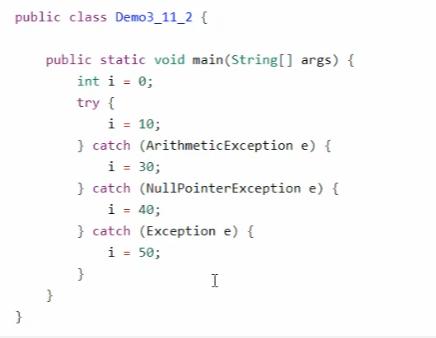 public class Demo3_11_2 {
    public static void main(String[] args) {
        int i = 0;
        try {
            i = 10;
        } catch (ArithmeticException e) {
            i = 30;
        } catch (NullPointerException e) {
            i = 40;
        } catch (Exception e) {
            i = 50;
        }
    }
}